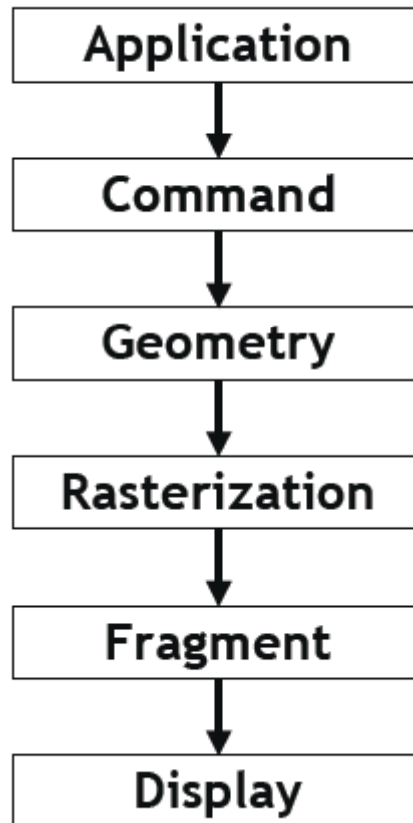 Application
Command
Geometry
Rasterization
Fragment
Display